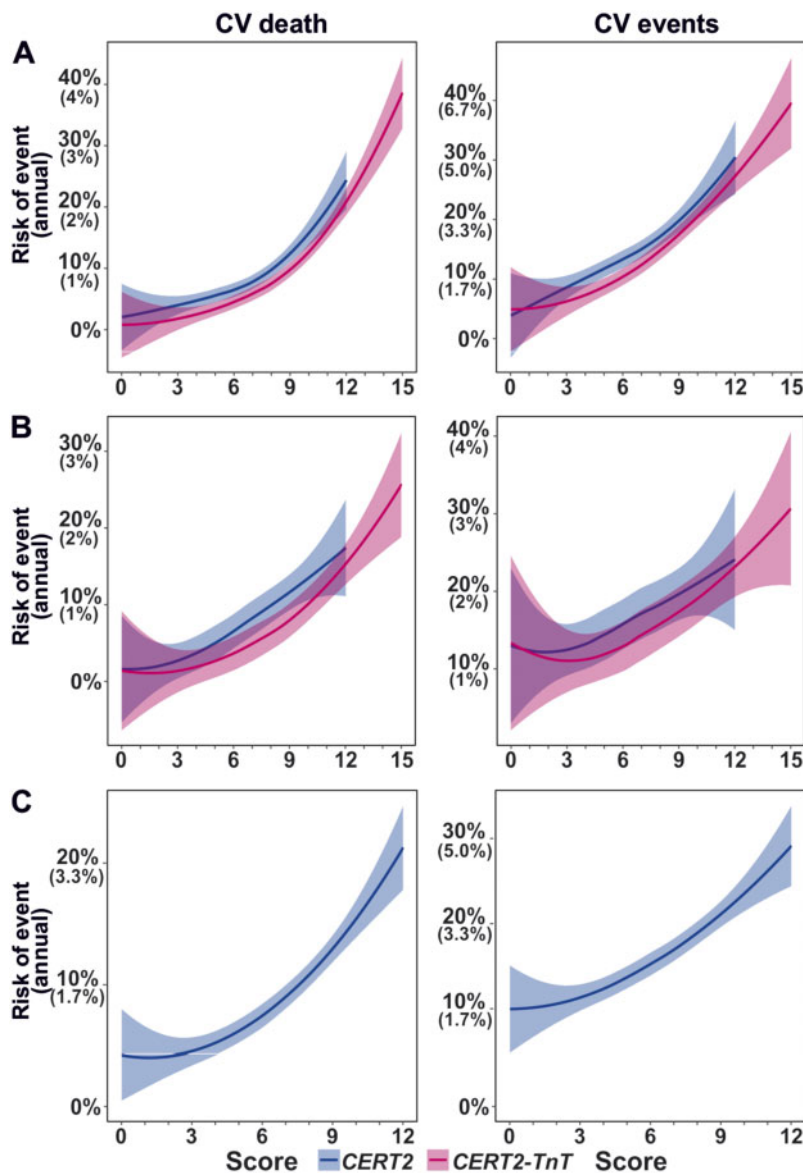 CV death
CV events
A
Risk of event
(annual)
40%
(4%)
30%
(3%)
20%
(2%)
10%
(1%)
0%
0 3 6 9 12 15
40%
(6.7%)
30%
(5.0%)
20%
(3.3%)
10%
(1.7%)
0%
0 3 6 9 12 15
B
Risk of event
(annual)
30%
(3%)
20%
(2%)
10%
(1%)
0%
0 3 6 9 12 15
40%
(4%)
30%
(3%)
20%
(2%)
10%
(1%)
0 3 6 9 12 15
C
Risk of event
(annual)
20%
(3.3%)
10%
(1.7%)
0%
0 3 6 9 12
30%
(5.0%)
20%
(3.3%)
10%
(1.7%)
0%
0 3 6 9 12
Score CERT2 CERT2-TnT Score